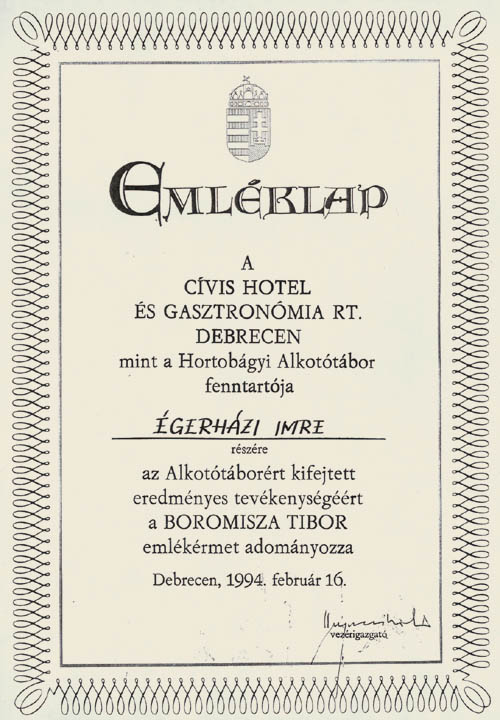 EMLÉKLAP
A
CÍVIS HOTEL
ÉS GASZTRONÓMIA RT.
DEBRECEN
mint a Hortobágyi Alkotótábor
fenntartója
ÉGERHÁZI IMRE
részére
az Alkotótáborért kifejtett
eredményes tevékenységéért
a BOROMISZA TIBOR
emlékérmet adományozza
Debrecen, 1994. február 16.
vezérigazgató